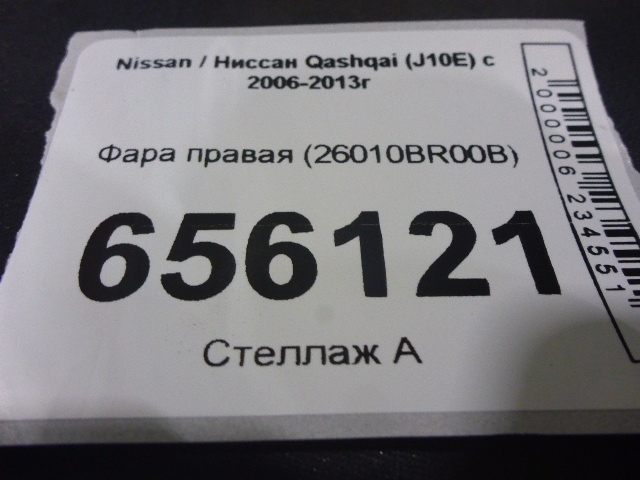 Nissan / Ниссан Qashqai (J10E) с
2006-2013г
Фара правая (26010BR00B)
656121
Стеллаж А
2000006234551